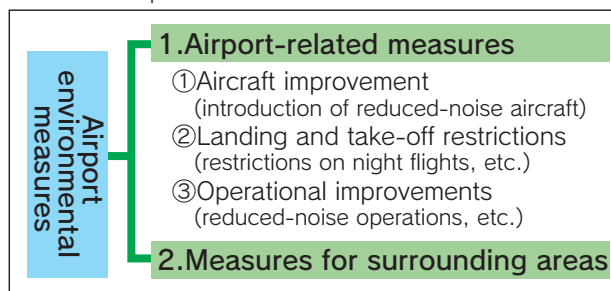 Airport
environmental
measures
1.Airport-related measures
①Aircraft improvement
(introduction of reduced-noise aircraft)
②Landing and take-off restrictions
(restrictions on night flights, etc.)
③Operational improvements
(reduced-noise operations, etc.)
2.Measures for surrounding areas